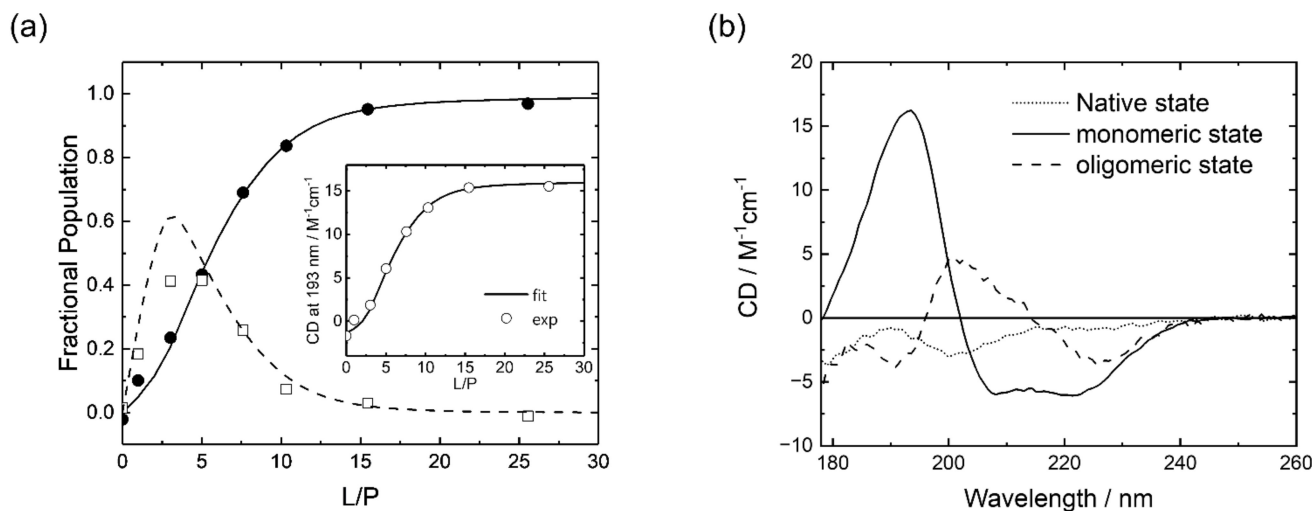 (a)
Fractional Population
1.0
0.8
0.6
0.4
0.2
0.0
0 5 10 15 20 25 30
L/P
CD at 193 nm / M⁻¹cm⁻¹
15
10
5
0
0 5 10 15 20 25 30
L/P
fit
exp
(b)
CD / M⁻¹cm⁻¹
20
15
10
5
0
−5
−10
180 200 220 240 260
Wavelength / nm
Native state
monomeric state
oligomeric state